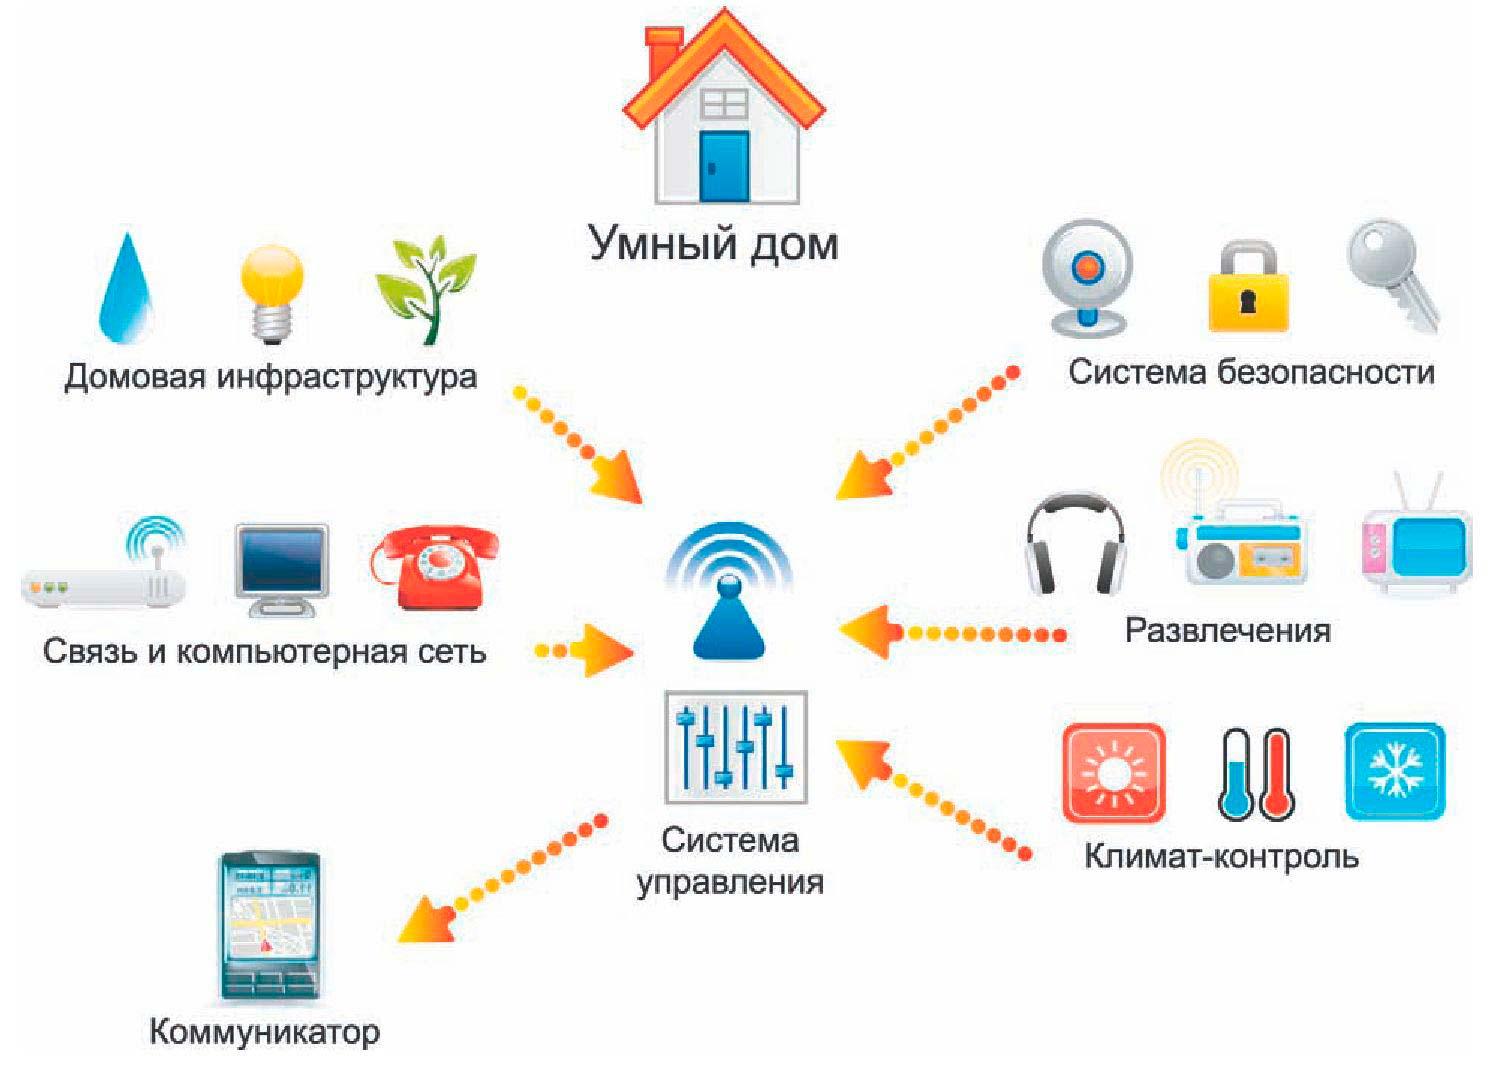 Умный дом
Домовая инфраструктура
Система безопасности
Связь и компьютерная сеть
Развлечения
Система
управления
Климат-контроль
Коммуникатор